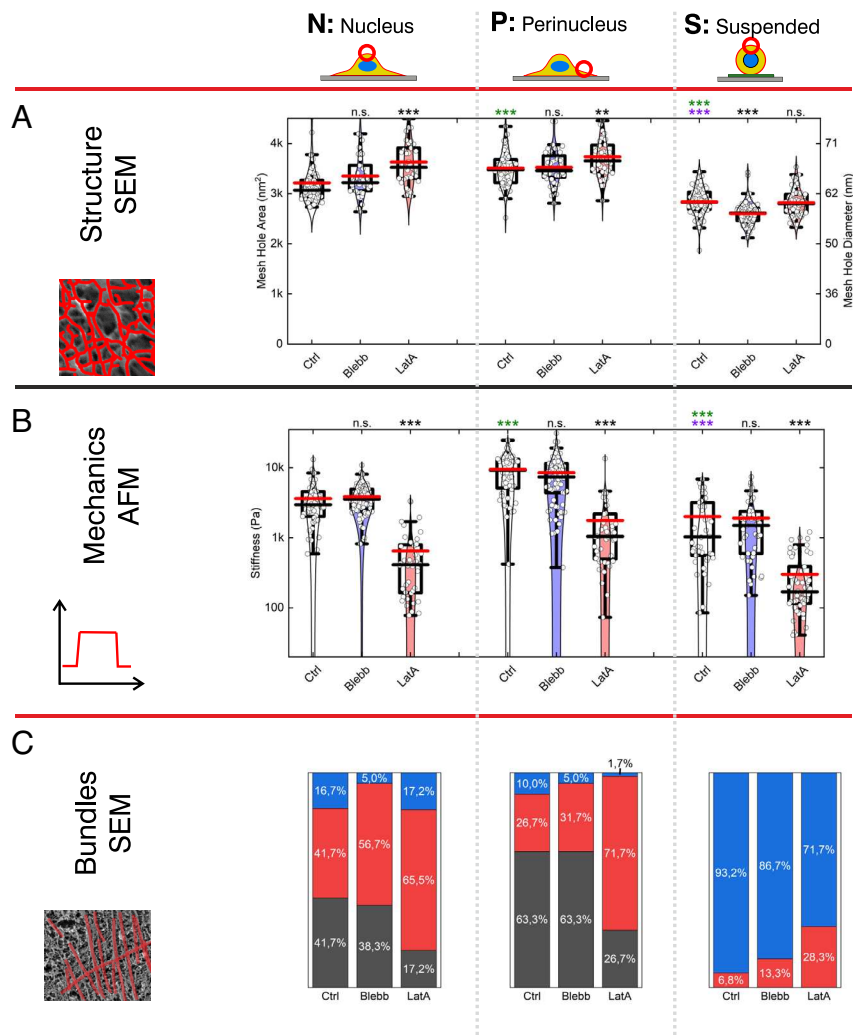 N: Nucleus
P: Perinucleus
S: Suspended
A
Structure
SEM
n.s.
***
***
n.s.
**
***
***
***
n.s.
Mesh Hole Area (nm²)
4k
3k
2k
1k
0
71
62
50
36
0
Mesh Hole Diameter (nm)
Ctrl
Blebb
LatA
Ctrl
Blebb
LatA
Ctrl
Blebb
LatA
B
Mechanics
AFM
n.s.
***
***
n.s.
***
***
***
n.s.
***
Stiffness (Pa)
10k
1k
100
Ctrl
Blebb
LatA
Ctrl
Blebb
LatA
Ctrl
Blebb
LatA
C
Bundles
SEM
16,7%
5,0%
17,2%
41,7%
56,7%
65,5%
41,7%
38,3%
17,2%
Ctrl
Blebb
LatA
10,0%
5,0%
1,7%
26,7%
31,7%
71,7%
63,3%
63,3%
26,7%
Ctrl
Blebb
LatA
93,2%
86,7%
71,7%
6,8%
13,3%
28,3%
Ctrl
Blebb
LatA